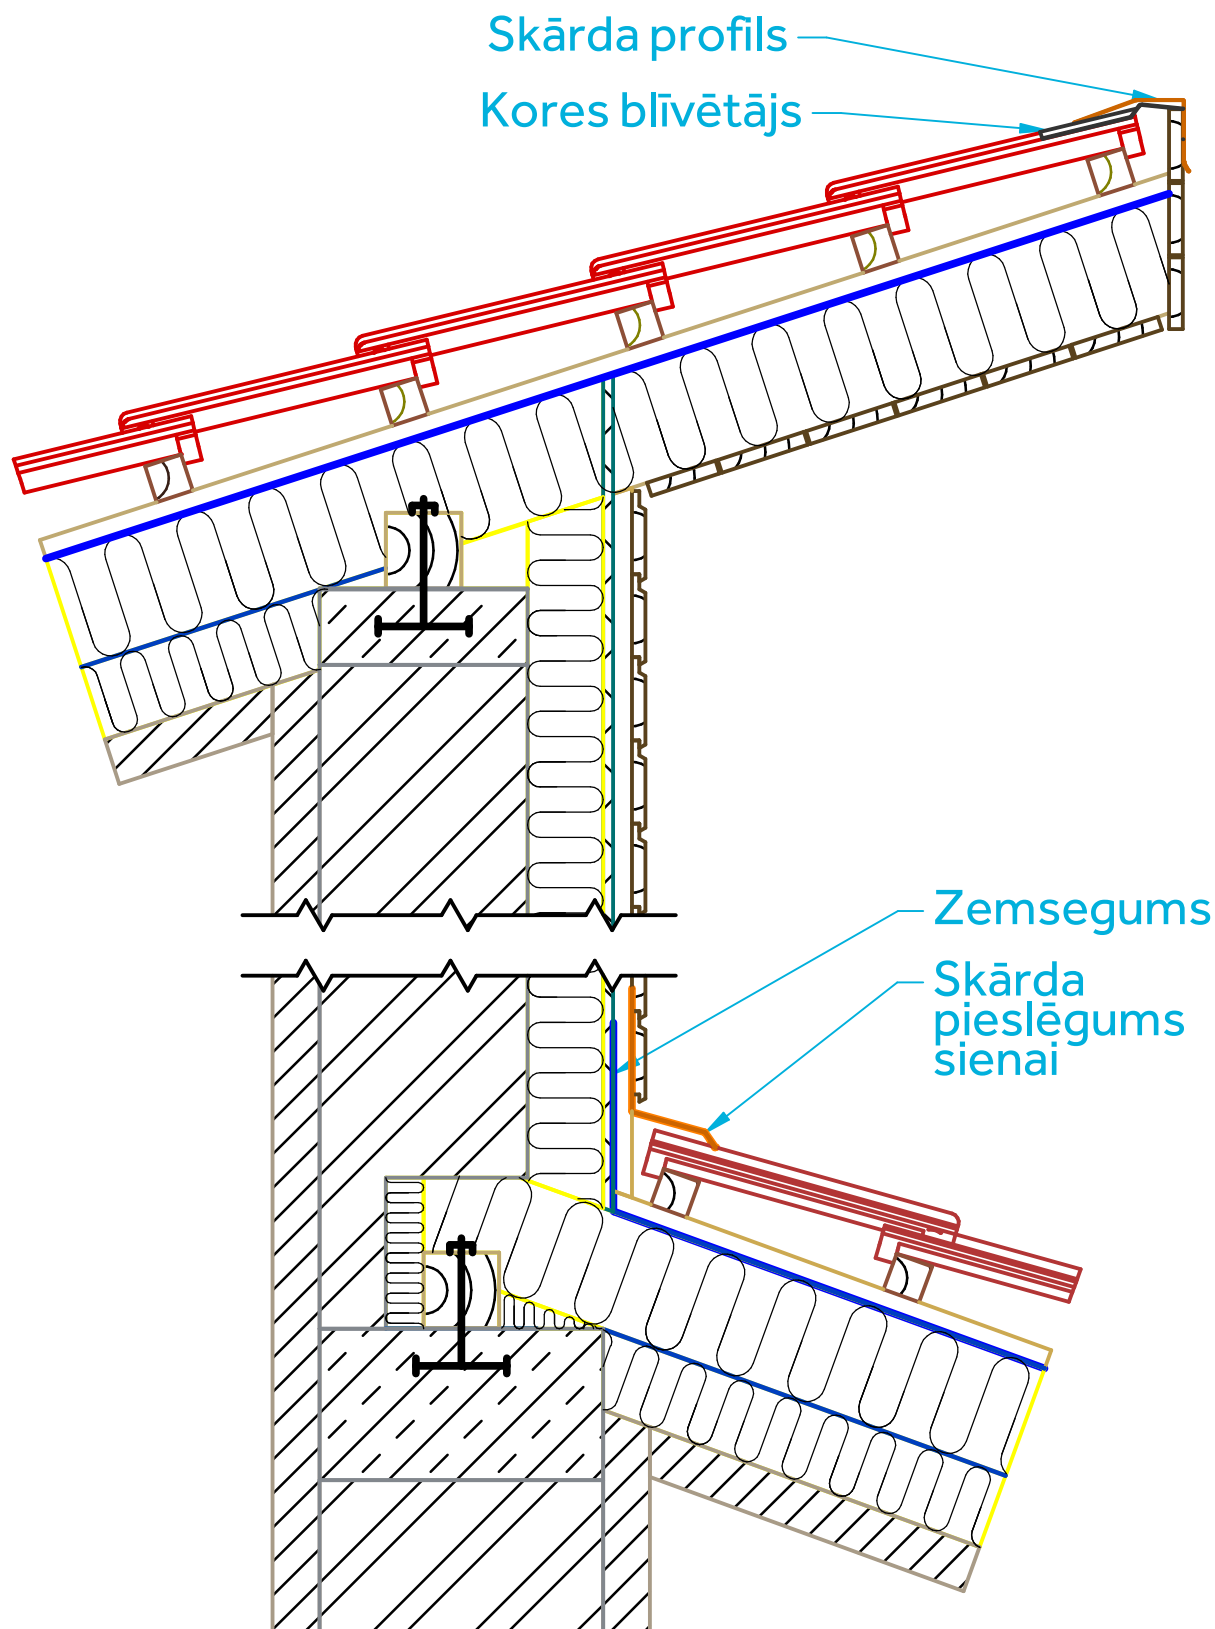 Skārda profils
Kores blīvētājs
Zemsegums
Skārda
pieslēgums
sienai